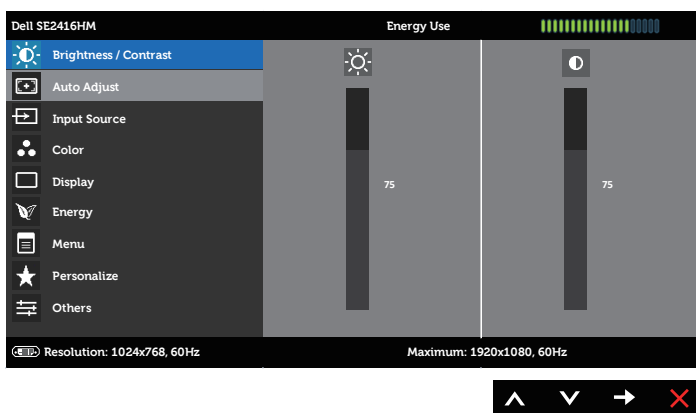 Dell SE2416HM
Energy Use
Brightness / Contrast
Auto Adjust
Input Source
Color
Display
75
75
Energy
Menu
Personalize
Others
Resolution: 1024x768, 60Hz
Maximum: 1920x1080, 60Hz